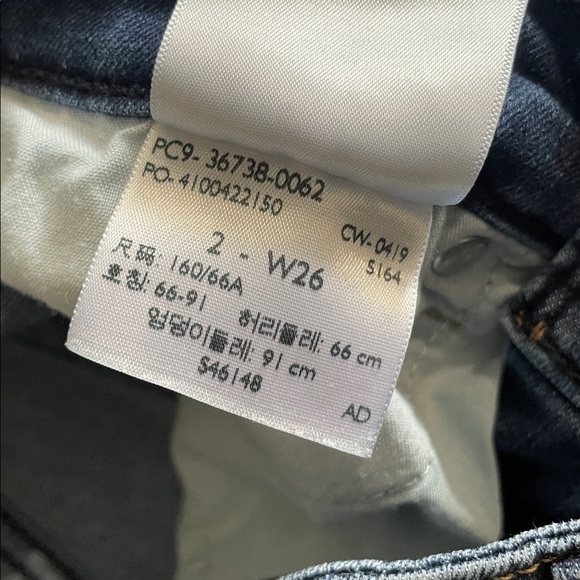 PC9- 36738-0062
PO-4100422150
CW-0419
2 - W26
5164
尺码: 160/66A
호칭: 66-91 허리둘레: 66 cm
엉덩이둘레: 91 cm
546148
AD